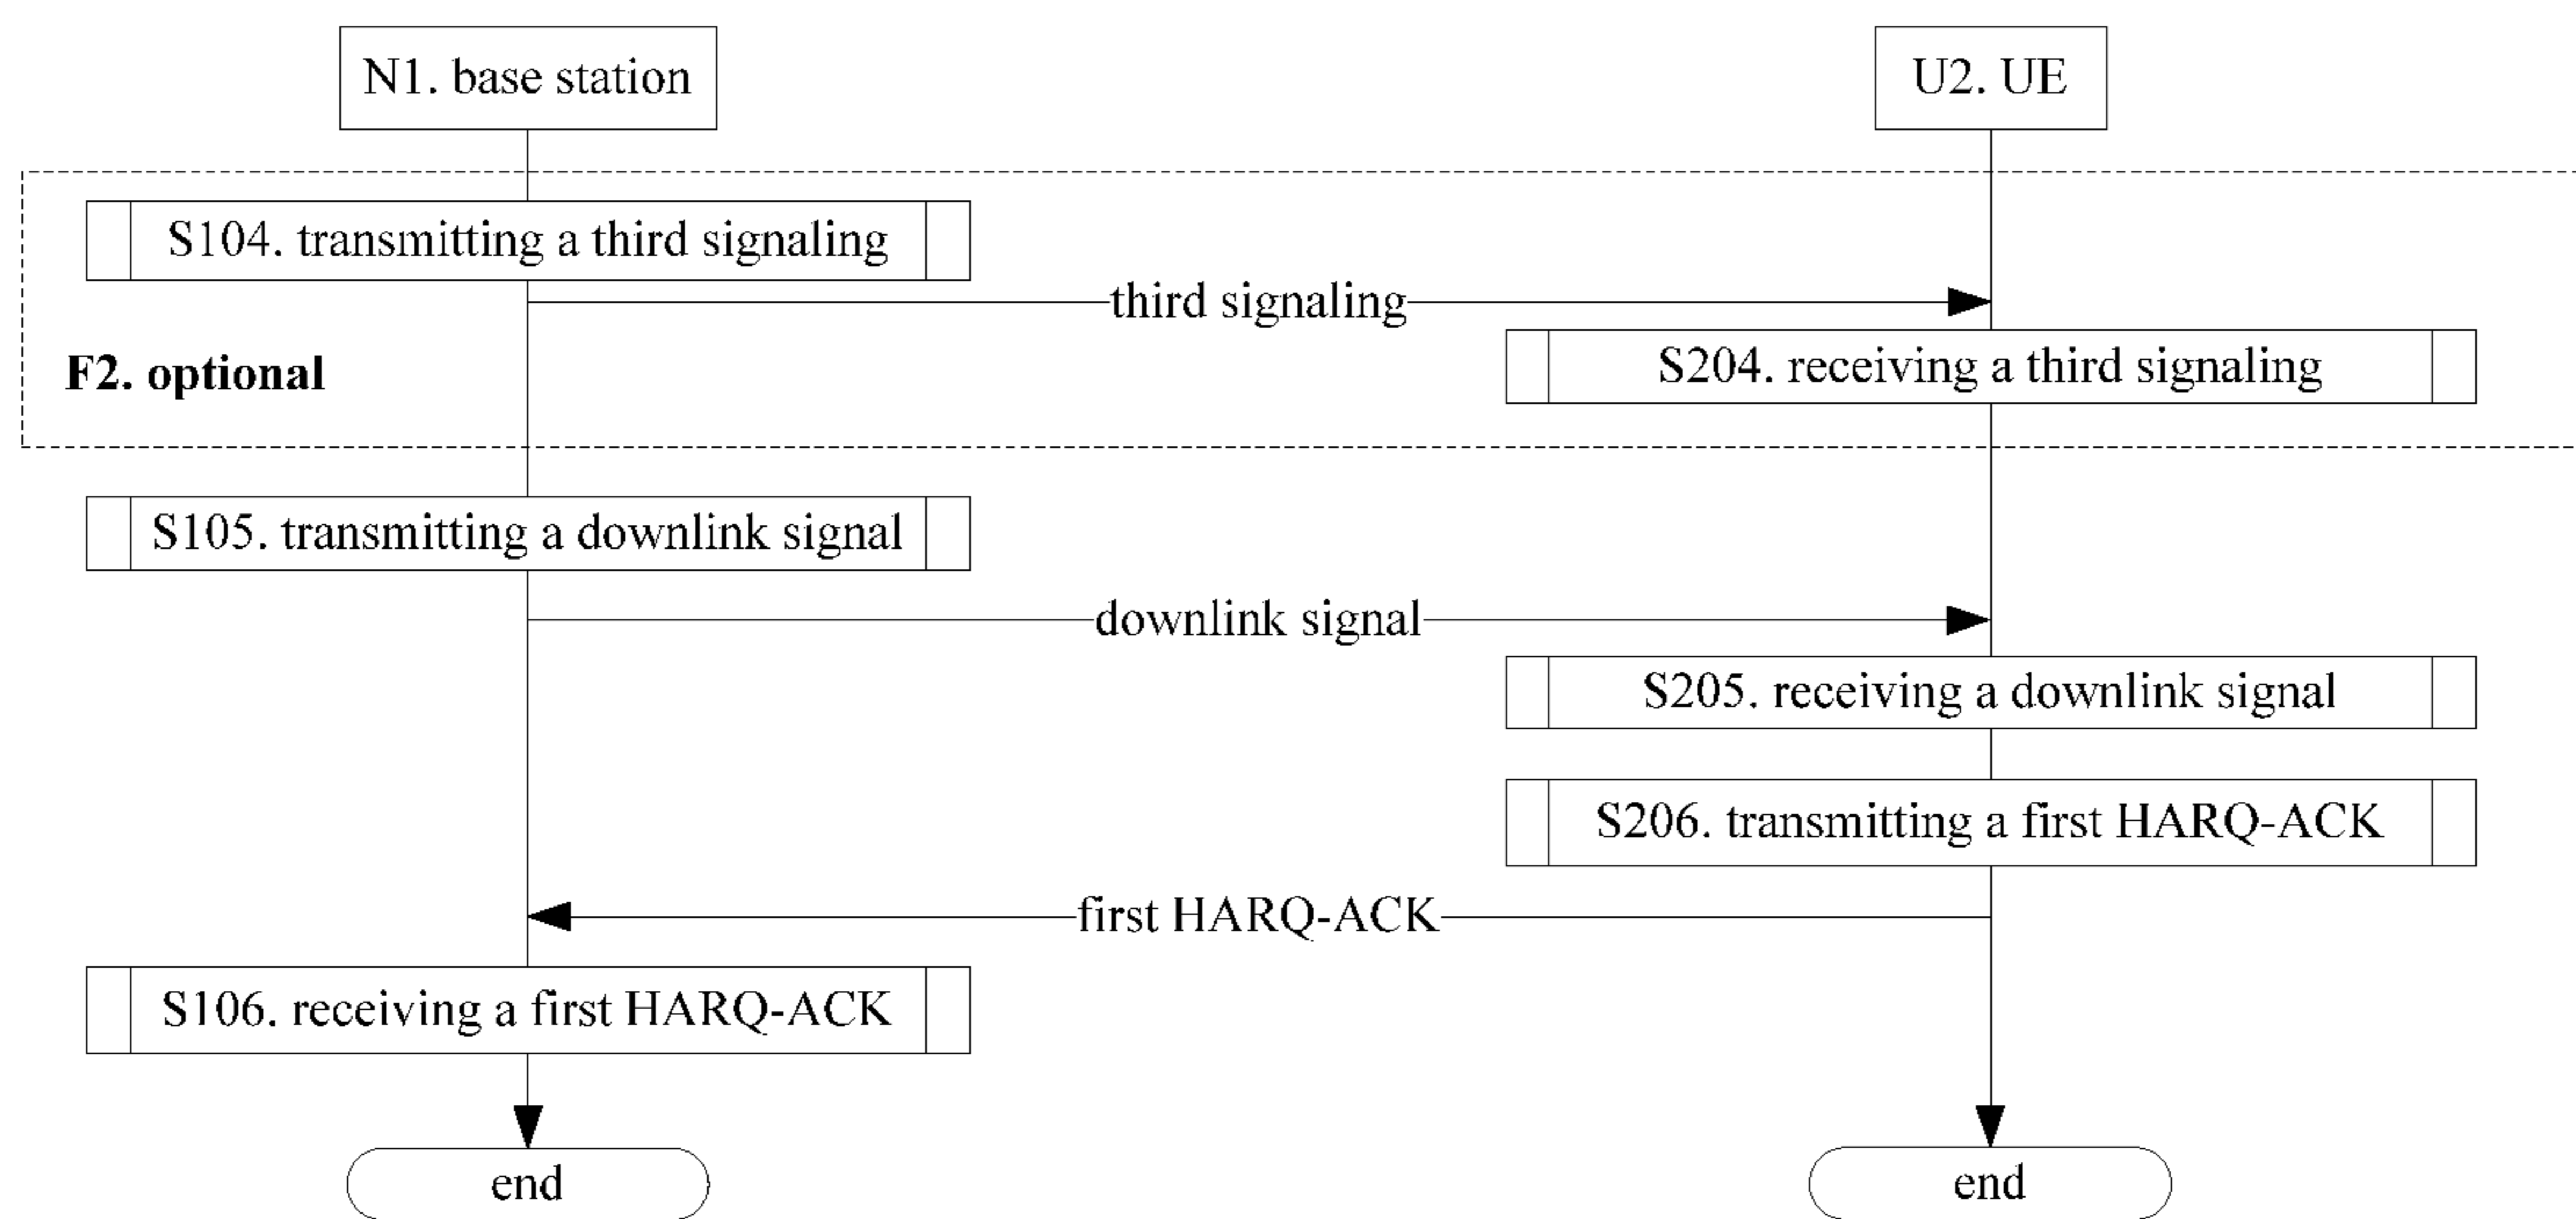 N1. base station
U2. UE
S104. transmitting a third signaling
third signaling
S204. receiving a third signaling
F2. optional
S105. transmitting a downlink signal
downlink signal
S205. receiving a downlink signal
S206. transmitting a first HARQ-ACK
first HARQ-ACK
S106. receiving a first HARQ-ACK
end
end